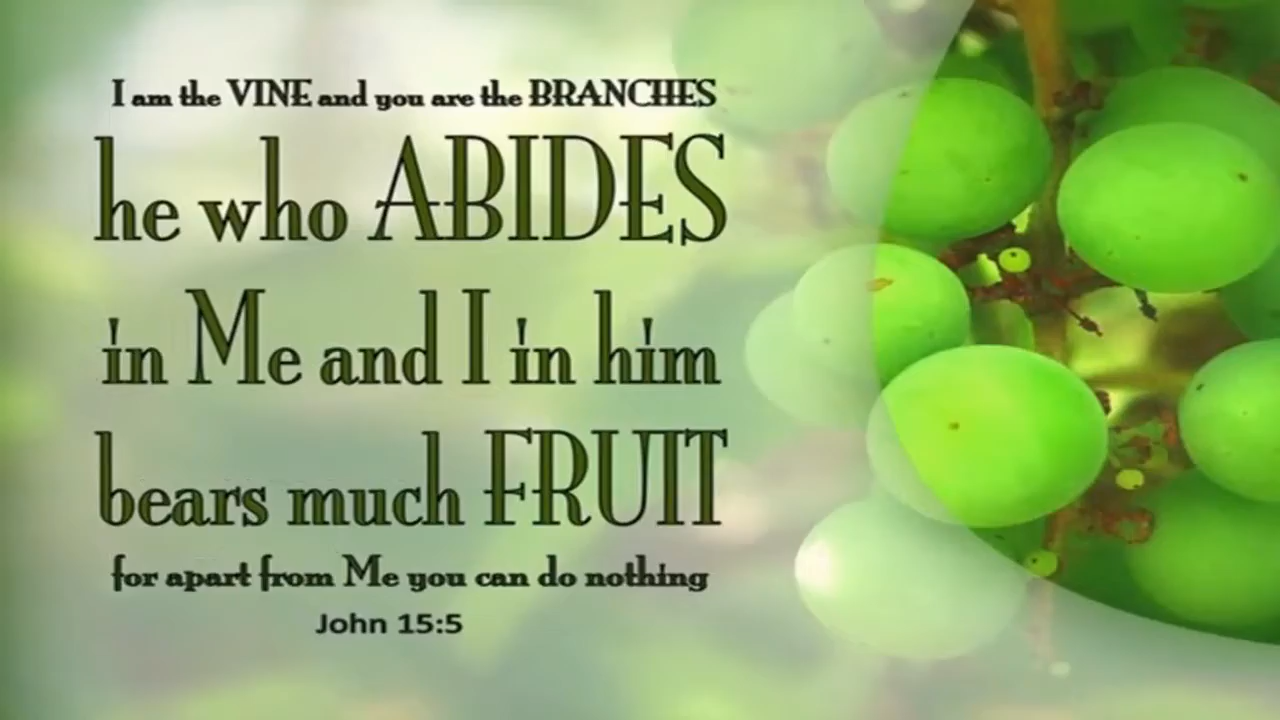 I am the VINE and you are the BRANCHES
he who ABIDES
in Me and I in him
bears much FRUIT
for apart from Me you can do nothing
John 15:5